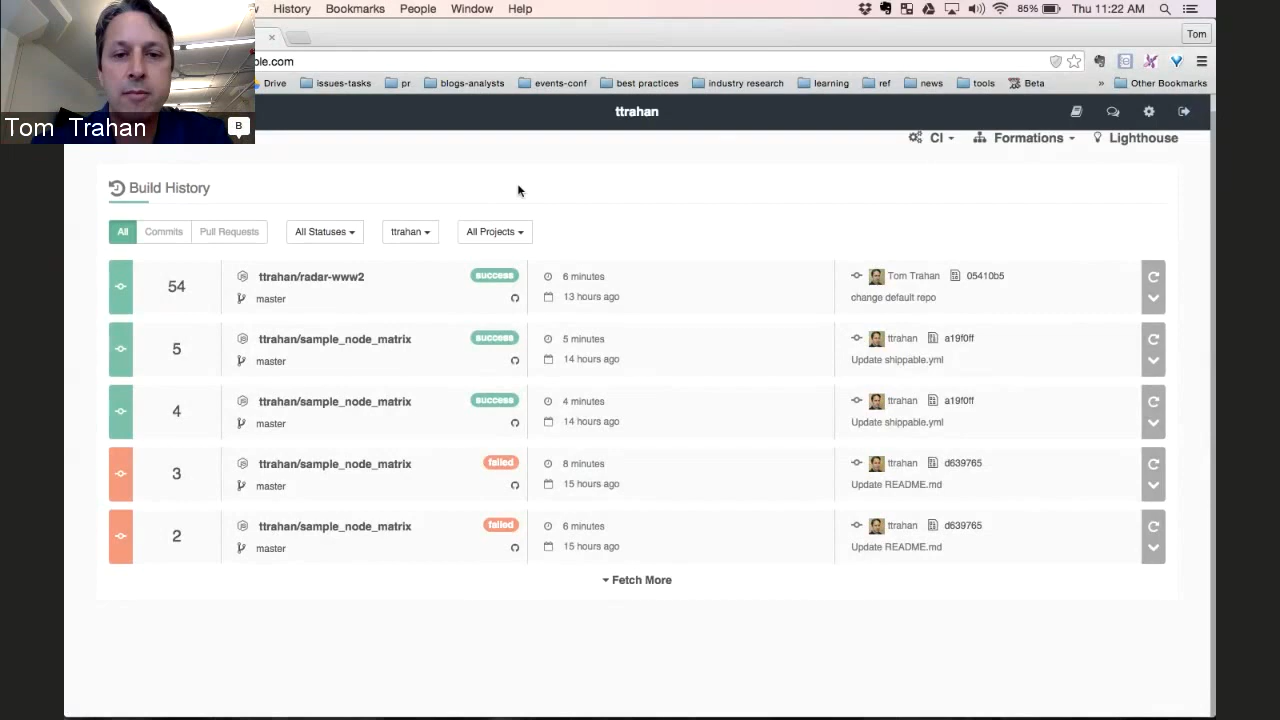 History Bookmarks People Window Help 85% Thu 11:22 AM
Tom
ple.com
Drive issues-tasks pr blogs-analysts events-conf best practices industry research learning ref news tools Beta » Other Bookmarks
Tom Trahan B
ttrahan
CI Formations Lighthouse
Build History
All Commits Pull Requests All Statuses ttrahan All Projects
54 ttrahan/radar-www2 success 6 minutes Tom Trahan 05410b5
master 13 hours ago change default repo
5 ttrahan/sample_node_matrix success 5 minutes ttrahan a19f0ff
master 14 hours ago Update shippable.yml
4 ttrahan/sample_node_matrix success 4 minutes ttrahan a19f0ff
master 14 hours ago Update shippable.yml
3 ttrahan/sample_node_matrix failed 8 minutes ttrahan d639765
master 15 hours ago Update README.md
2 ttrahan/sample_node_matrix failed 6 minutes ttrahan d639765
master 15 hours ago Update README.md
Fetch More